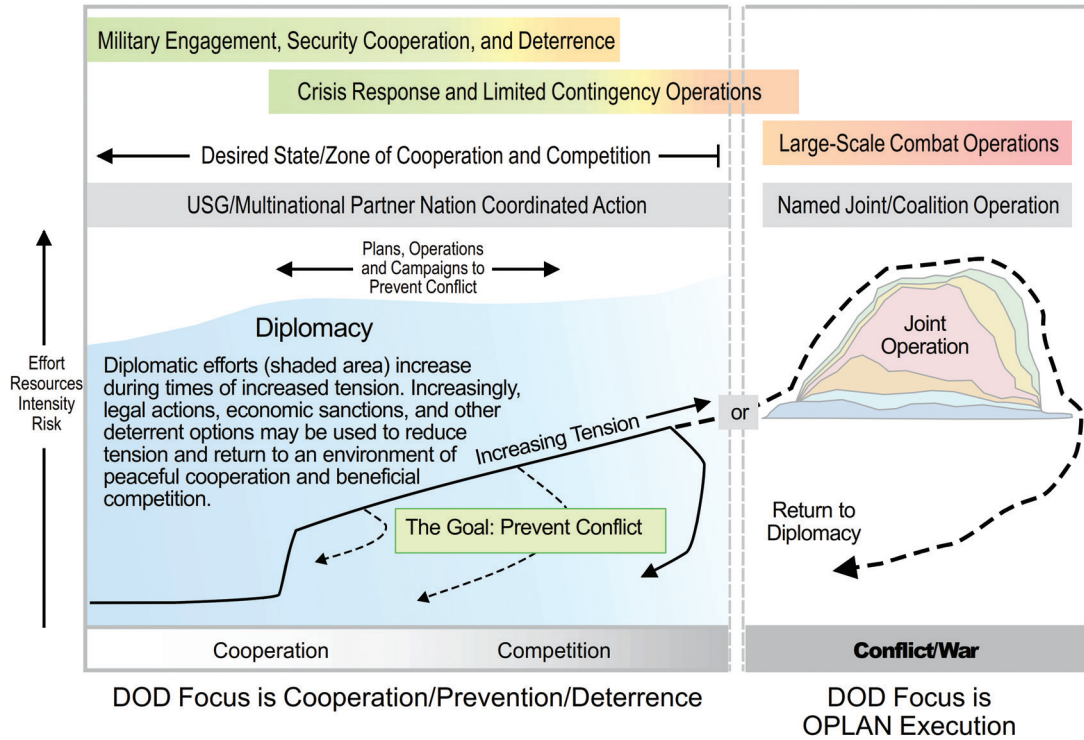 Military Engagement, Security Cooperation, and Deterrence
Crisis Response and Limited Contingency Operations
Desired State/Zone of Cooperation and Competition
Large-Scale Combat Operations
USG/Multinational Partner Nation Coordinated Action
Named Joint/Coalition Operation
Plans, Operations
and Campaigns to
Prevent Conflict
Effort
Resources
Intensity
Risk
Diplomacy
Diplomatic efforts (shaded area) increase
during times of increased tension. Increasingly,
legal actions, economic sanctions, and other
deterrent options may be used to reduce
tension and return to an environment of
peaceful cooperation and beneficial
competition.
Increasing Tension
The Goal: Prevent Conflict
or
Joint
Operation
Return to
Diplomacy
Cooperation
Competition
Conflict/War
DOD Focus is Cooperation/Prevention/Deterrence
DOD Focus is
OPLAN Execution